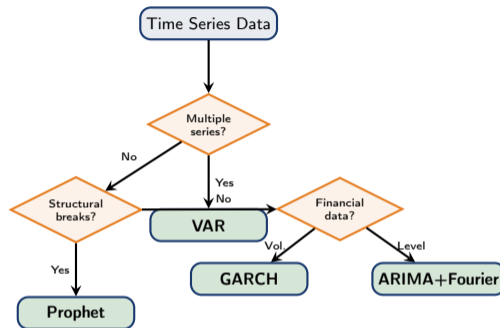 Time Series Data
Multiple
series?
No
Yes
Structural
breaks?
No
Financial
data?
VAR
Vol.
Level
Yes
GARCH
ARIMA+Fourier
Prophet